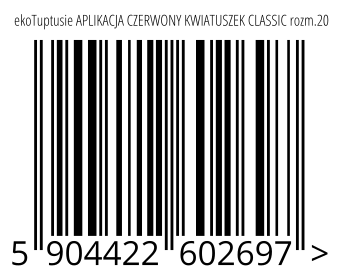 ekoTuptusie APLIKACJA CZERWONY KWIATUSZEK CLASSIC rozm.20
5 904422 602697 >